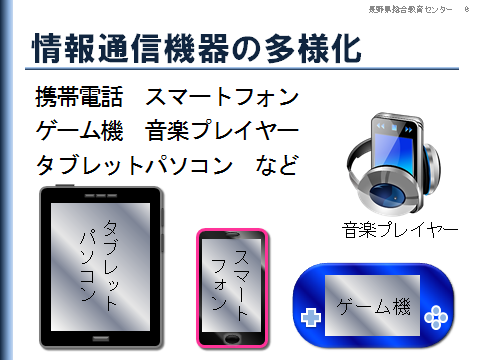 長野県総合教育センター 6
情報通信機器の多様化
携帯電話　スマートフォン
ゲーム機　音楽プレイヤー
タブレットパソコン　など
タブレット
パソコン
スマート
フォン
音楽プレイヤー
ゲーム機